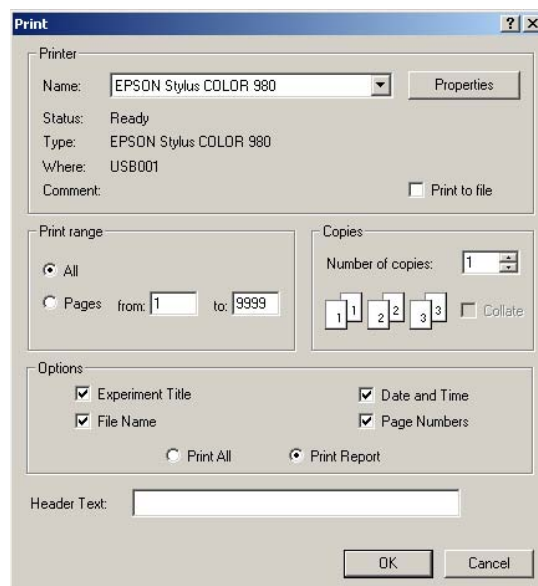 Print
Printer
Name: EPSON Stylus COLOR 980 Properties
Status: Ready
Type: EPSON Stylus COLOR 980
Where: USB001
Comment: Print to file
Print range
All
Pages from: 1 to: 9999
Copies
Number of copies: 1
1 1 2 2 3 3 Collate
Options
Experiment Title Date and Time
File Name Page Numbers
Print All Print Report
Header Text:
OK Cancel